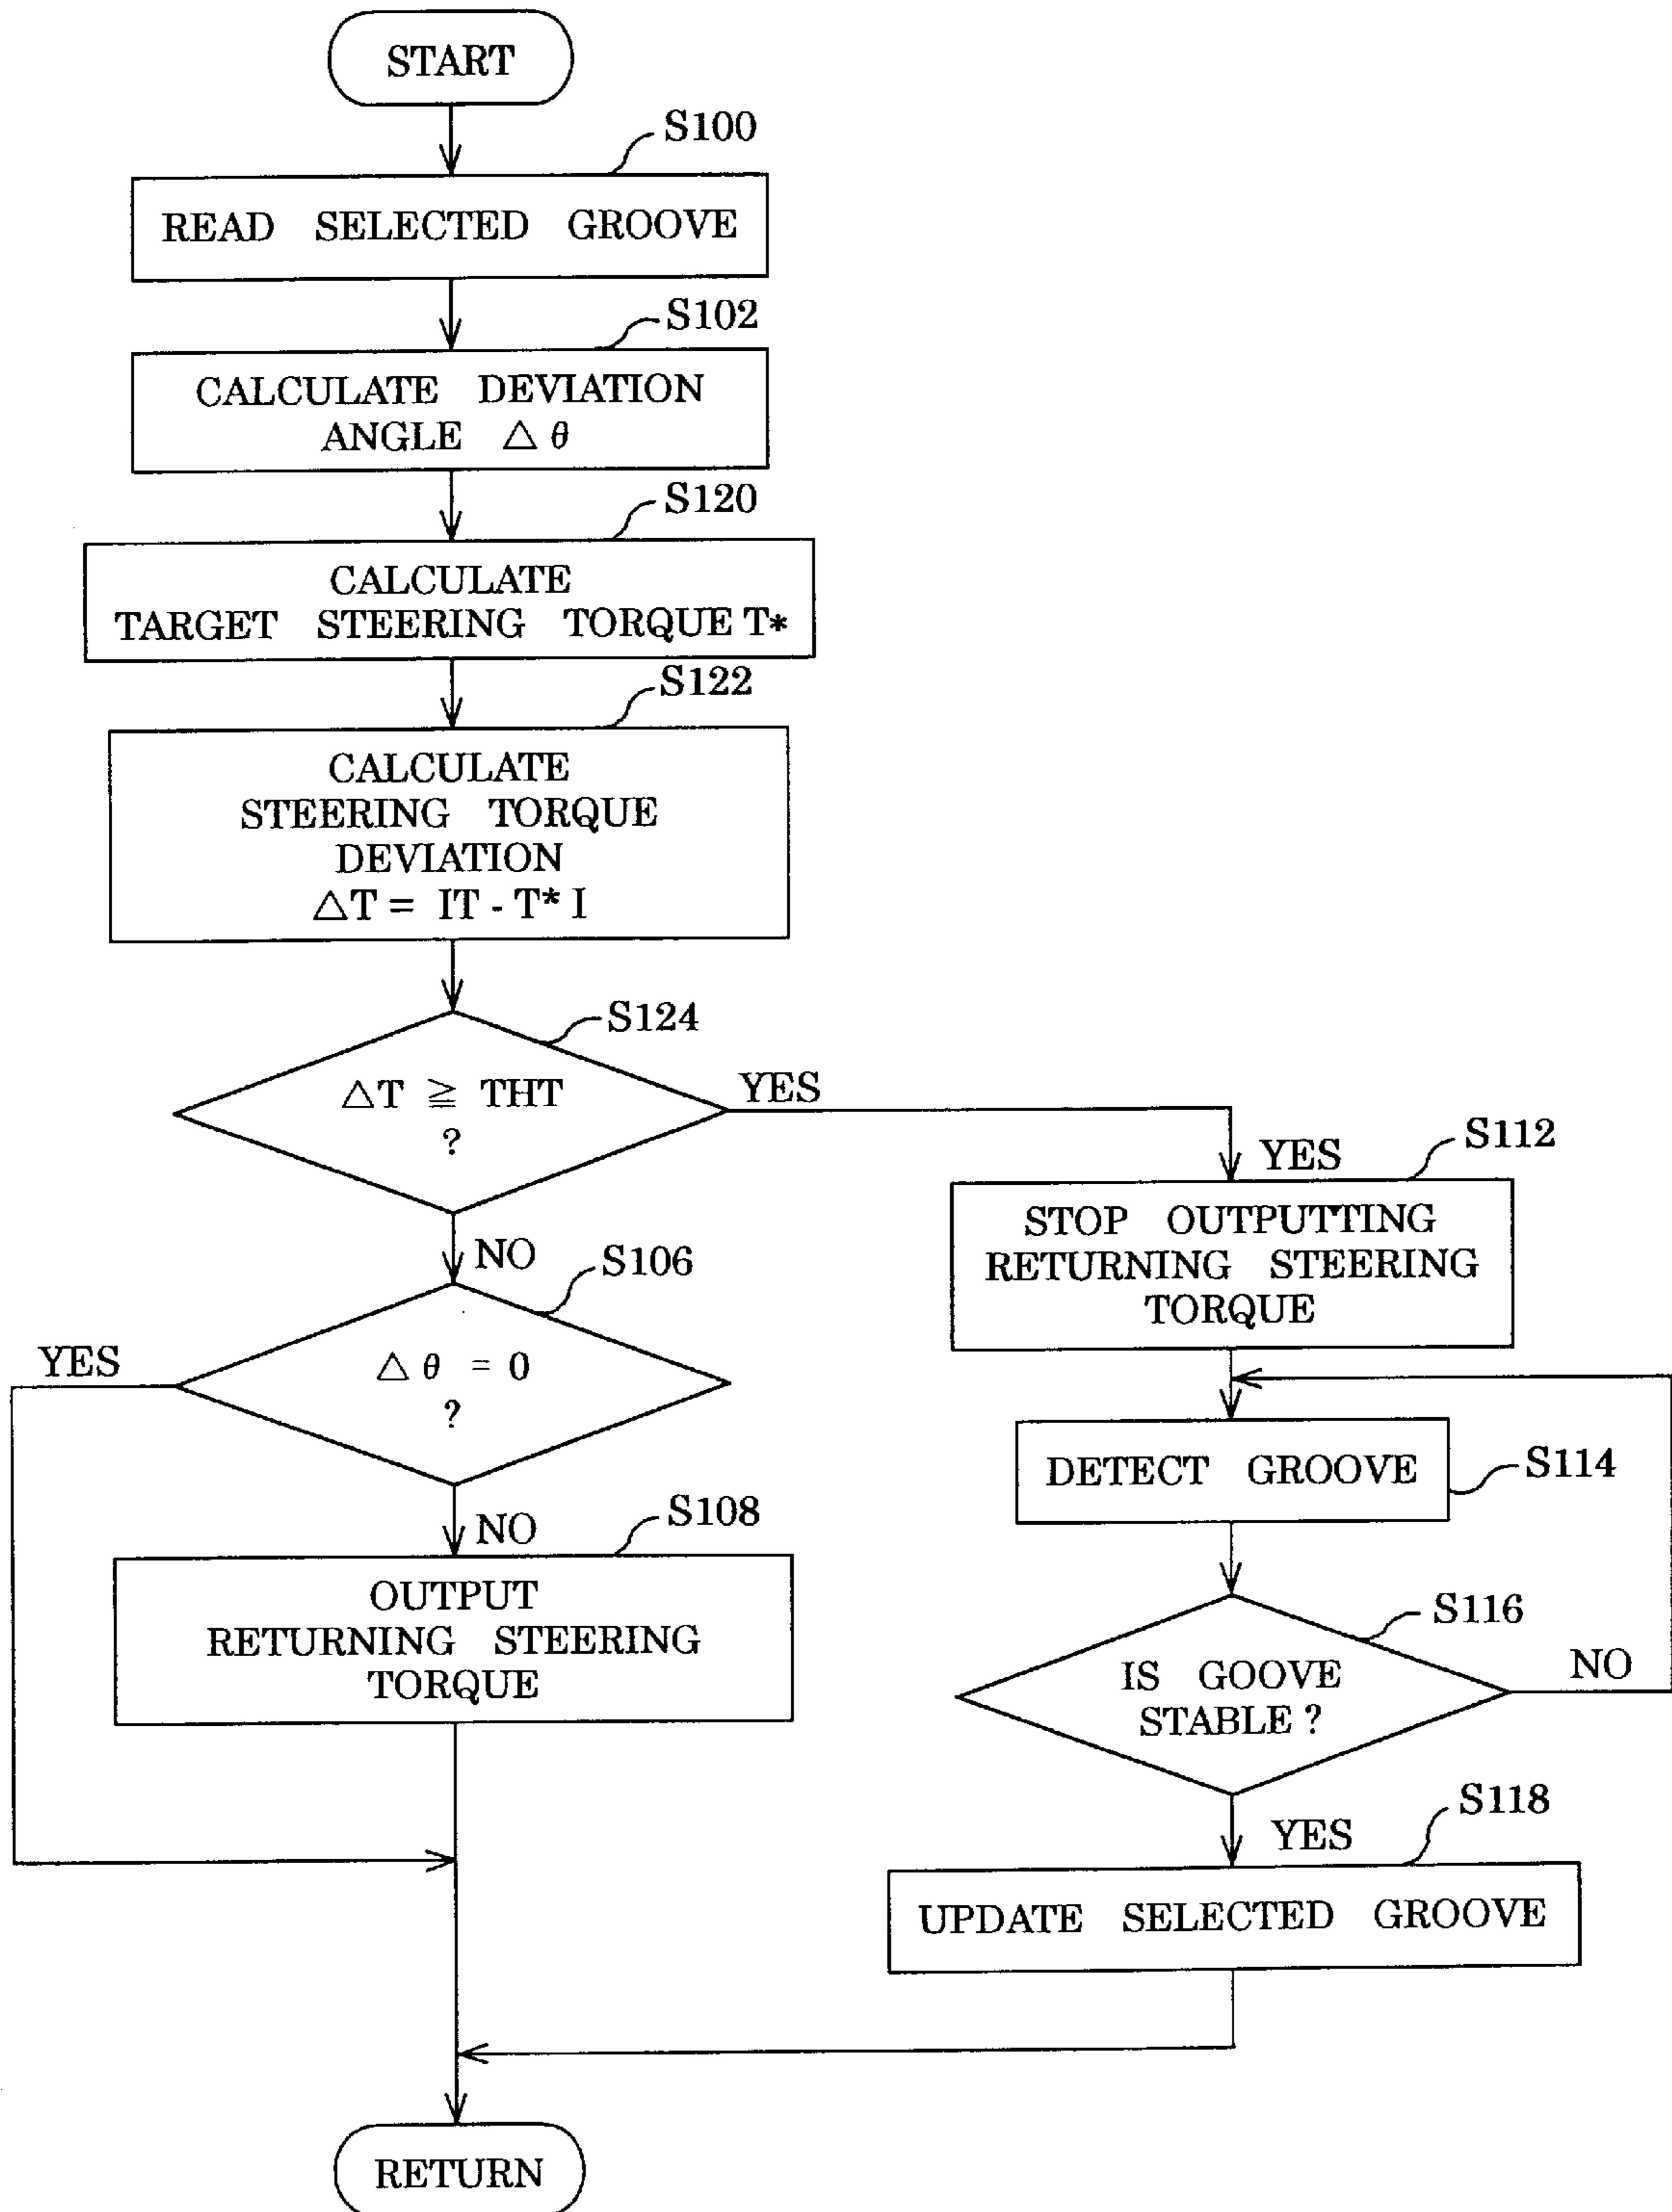 START
S100
READ SELECTED GROOVE
S102
CALCULATE DEVIATION
ANGLE △ θ
S120
CALCULATE
TARGET STEERING TORQUE T*
S122
CALCULATE
STEERING TORQUE
DEVIATION
△T = IT - T* I
S124
△T ≧ THT
?
YES
NO
S106
△ θ = 0
?
YES
NO
S108
OUTPUT
RETURNING STEERING
TORQUE
YES
S112
STOP OUTPUTTING
RETURNING STEERING
TORQUE
DETECT GROOVE
S114
S116
IS GOOVE
STABLE ?
NO
YES
S118
UPDATE SELECTED GROOVE
RETURN